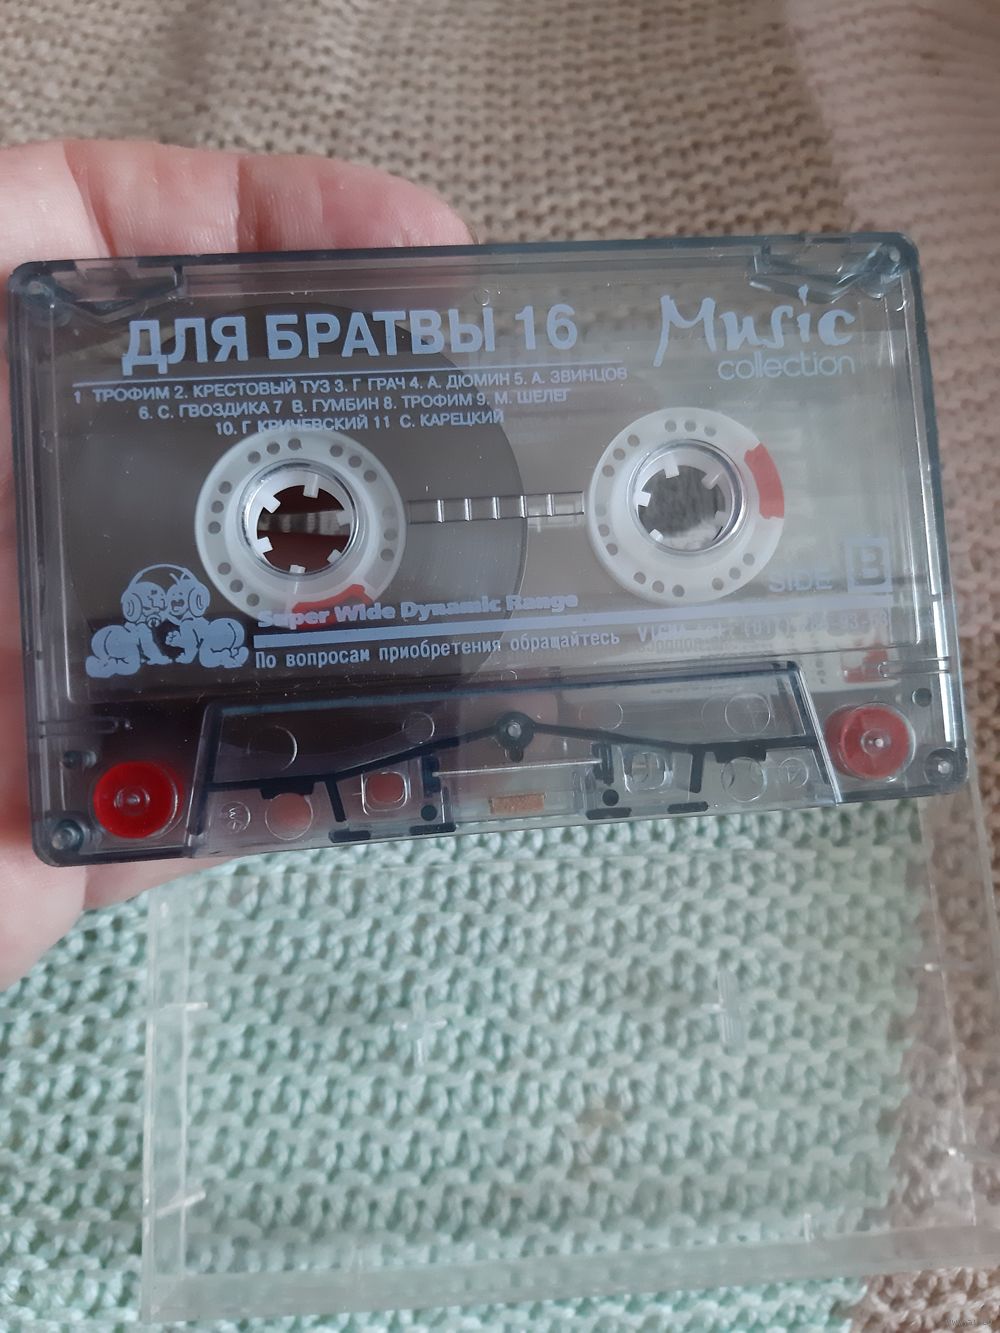 ДЛЯ БРАТВЫ 16
Music
collection
1 ТРОФИМ 2. КРЕСТОВЫЙ ТУЗ 3. Г ГРАЧ 4. А. ДЮМИН 5. А. ЗВИНЦОВ
6. С. ГВОЗДИКА 7 В. ГУМБИН 8. ТРОФИМ 9. М. ШЕЛЕГ
10. Г КРИЧЕВСКИЙ 11 С. КАРЕЦКИЙ
SIDE B
Super Wide Dynamic Range
По вопросам приобретения обращайтесь